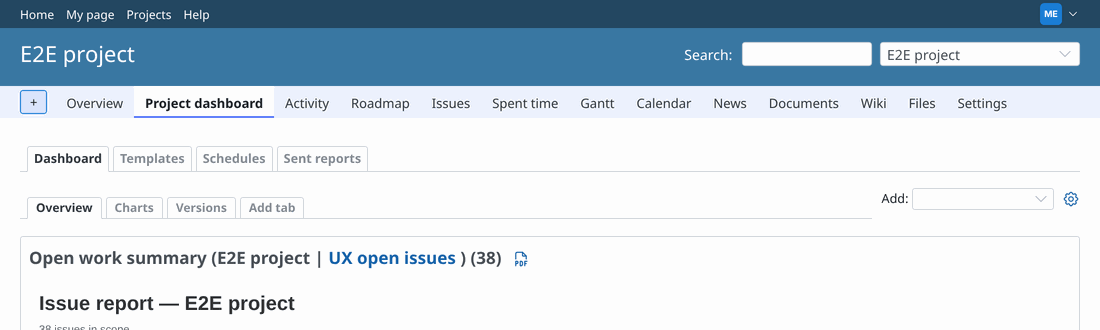 Home My page Projects Help ME
E2E project Search: E2E project
+ Overview Project dashboard Activity Roadmap Issues Spent time Gantt Calendar News Documents Wiki Files Settings
Dashboard Templates Schedules Sent reports
Overview Charts Versions Add tab Add:
Open work summary (E2E project | UX open issues ) (38) PDF
Issue report — E2E project
38 issues in scope